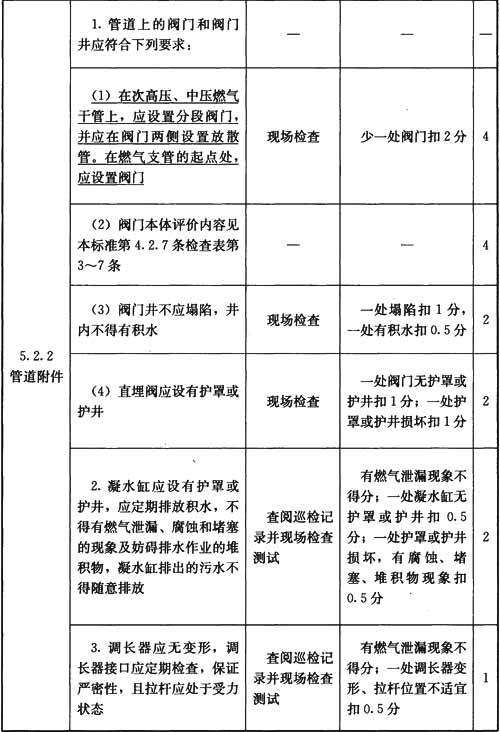 5.2.2
管道附件
1. 管道上的阀门和阀门
井应符合下列要求：
—
—
—
（1）在次高压、中压燃气
干管上，应设置分段阀门，
并应在阀门两侧设置放散
管。在燃气支管的起点处，
应设置阀门
现场检查
少一处阀门扣2分
4
（2）阀门本体评价内容见
本标准第4.2.7条检查表第
3～7条
—
—
4
（3）阀门井不应塌陷，井
内不得有积水
现场检查
一处塌陷扣1分，
一处有积水扣0.5分
2
（4）直埋阀应设有护罩或
护井
现场检查
一处阀门无护罩或
护井扣1分；一处护
罩或护井损坏扣1分
2
2. 凝水缸应设有护罩或
护井，应定期排放积水，不
得有燃气泄漏、腐蚀和堵塞
的现象及妨碍排水作业的堆
积物，凝水缸排出的污水不
得随意排放
查阅巡检记
录并现场检查
测试
有燃气泄漏现象不
得分；一处凝水缸无
护罩或护井扣0.5
分；一处护罩或护井
损坏，有腐蚀、堵
塞、堆积物现象扣
0.5分
2
3. 调长器应无变形，调
长器接口应定期检查，保证
严密性，且拉杆应处于受力
状态
查阅巡检记
录并现场检查
测试
有燃气泄漏现象不
得分；一处调长器变
形、拉杆位置不适宜
扣0.5分
1